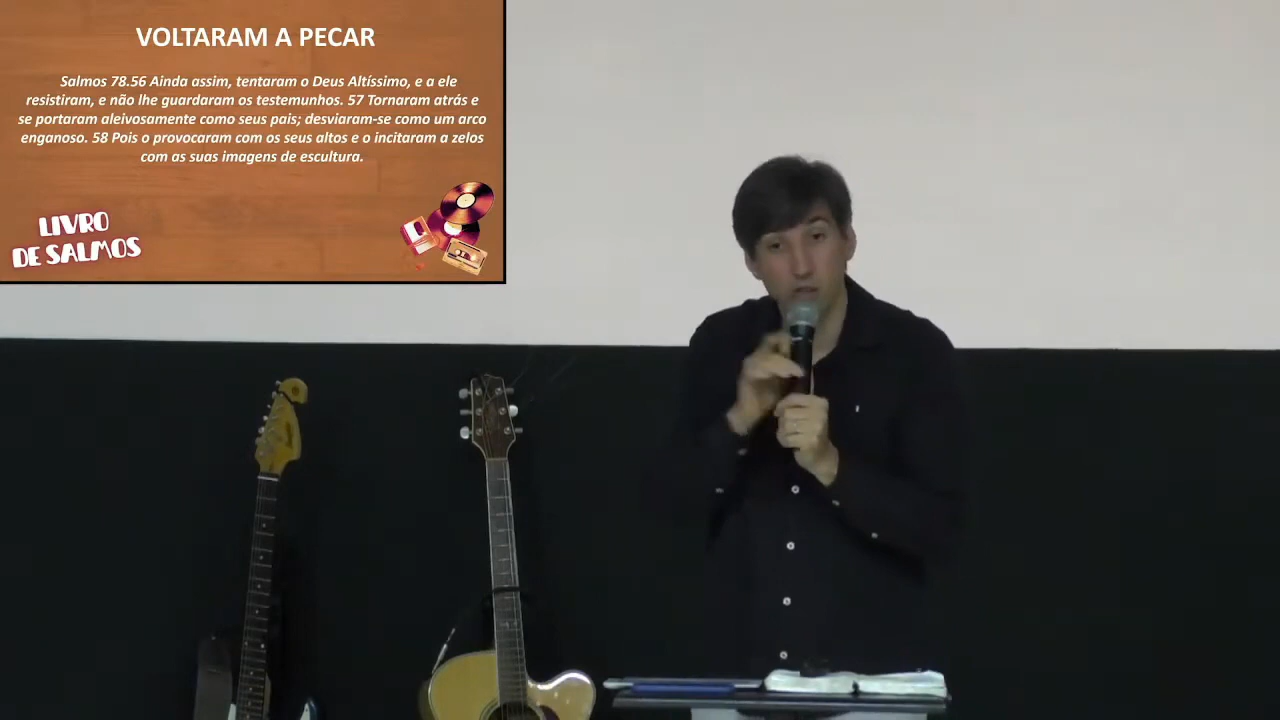 VOLTARAM A PECAR
Salmos 78.56 Ainda assim, tentaram o Deus Altíssimo, e a ele
resistiram, e não lhe guardaram os testemunhos. 57 Tornaram atrás e
se portaram aleivosamente como seus pais; desviaram-se como um arco
enganoso. 58 Pois o provocaram com os seus altos e o incitaram a zelos
com as suas imagens de escultura.
LIVRO
DE SALMOS